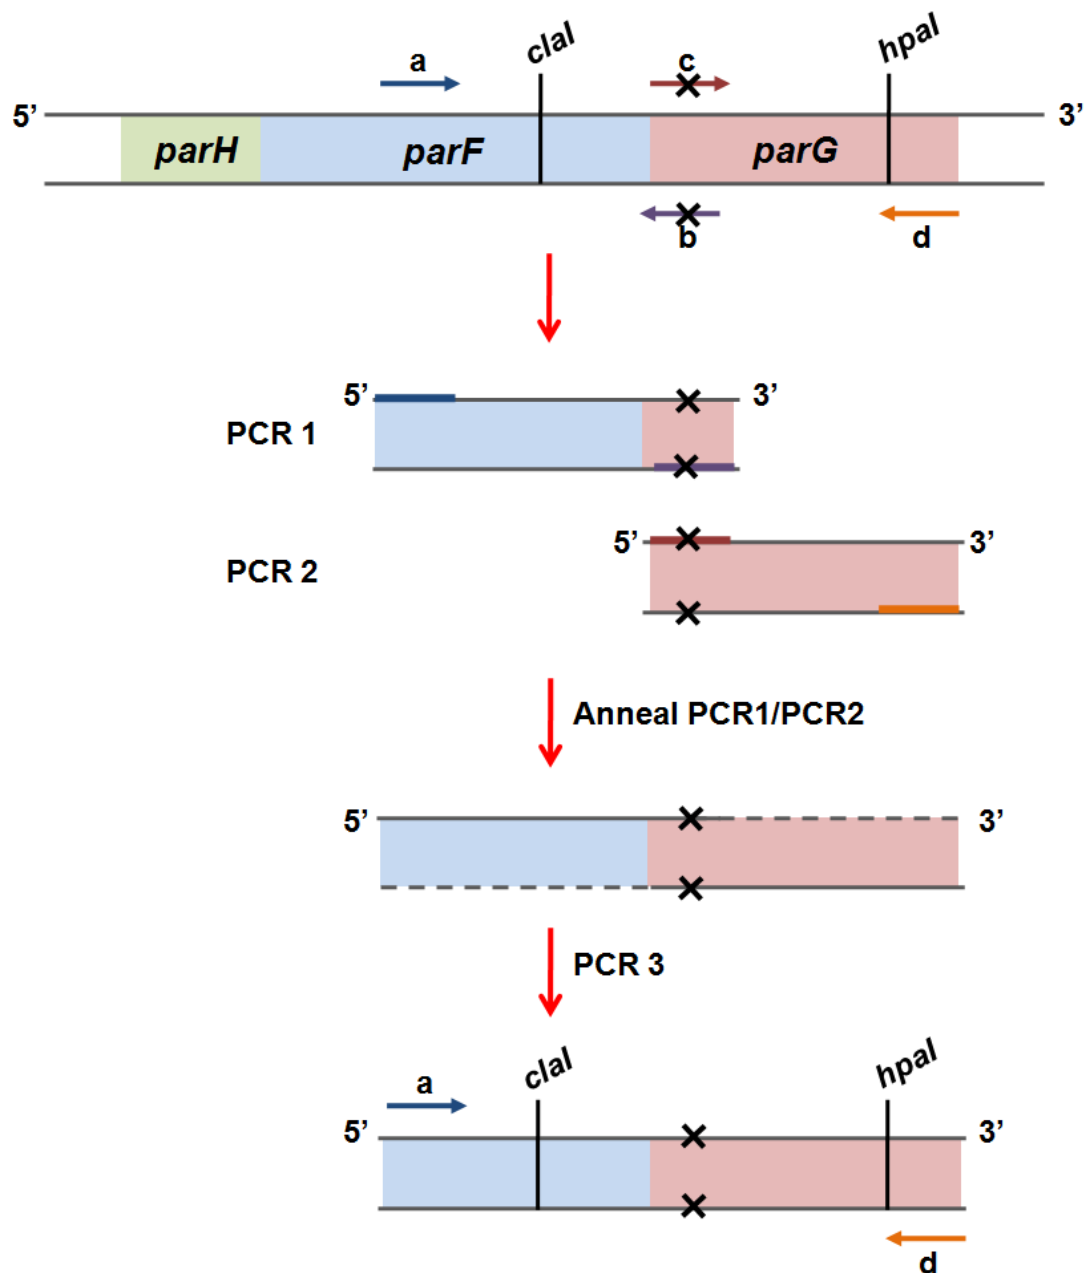 claI hpaI
a c
5’ 3’
parH parF parG
b d
5’ 3’
PCR 1
5’ 3’
PCR 2
Anneal PCR1/PCR2
5’ 3’
PCR 3
claI hpaI
a
5’ 3’
d